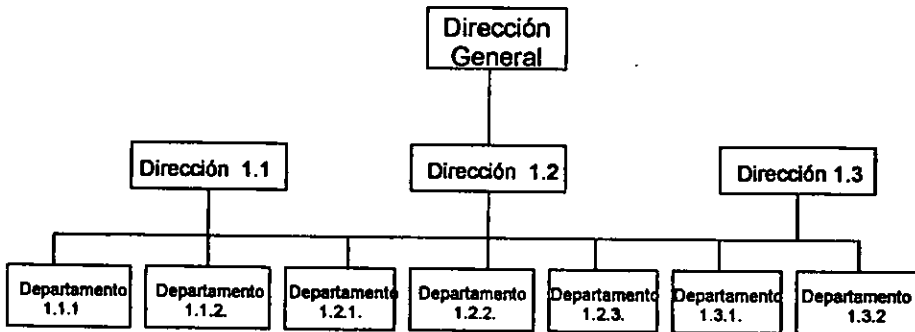 Dirección
General
Dirección 1.1
Dirección 1.2
Dirección 1.3
Departamento
1.1.1
Departamento
1.1.2.
Departamento
1.2.1.
Departamento
1.2.2.
Departamento
1.2.3.
Departamento
1.3.1.
Departamento
1.3.2